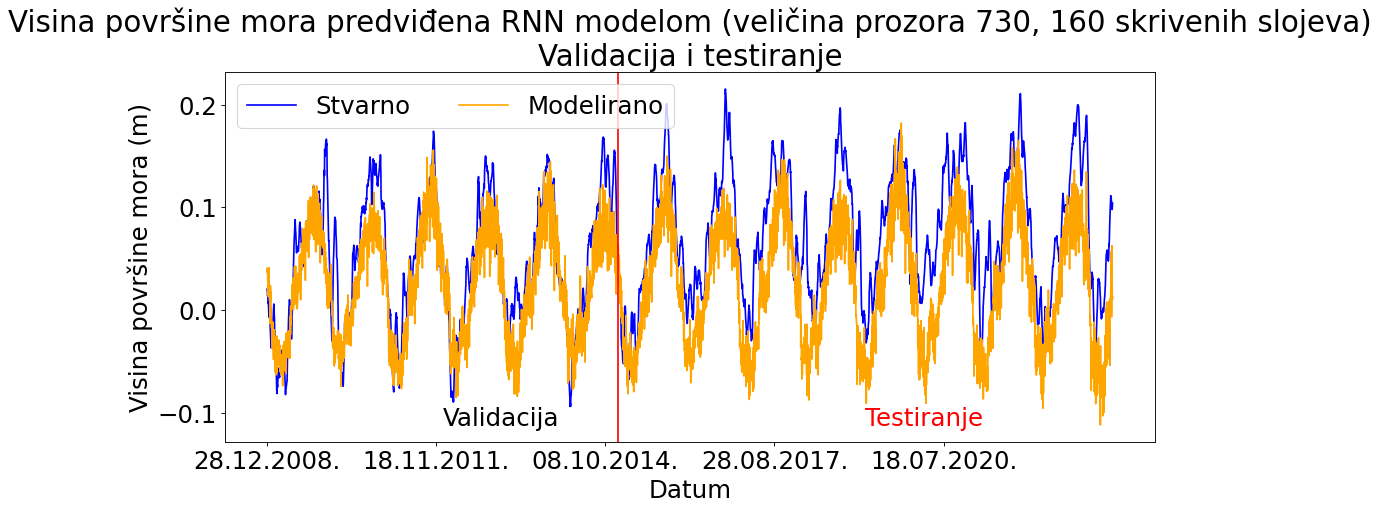 Visina površine mora predviđena RNN modelom (veličina prozora 730, 160 skrivenih slojeva)
Validacija i testiranje
Stvarno
Modelirano
Visina površine mora (m)
0.2
0.1
0.0
−0.1
Validacija
Testiranje
28.12.2008.
18.11.2011.
08.10.2014.
28.08.2017.
18.07.2020.
Datum